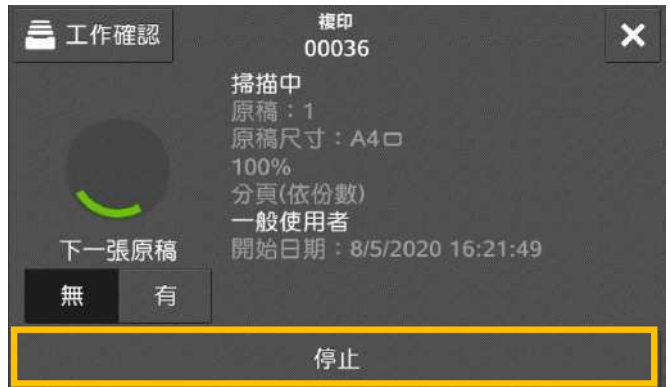 工作確認
複印
00036
掃描中
原稿：1
原稿尺寸：A4
100%
分頁(依份數)
一般使用者
開始日期：8/5/2020 16:21:49
下一張原稿
無
有
停止